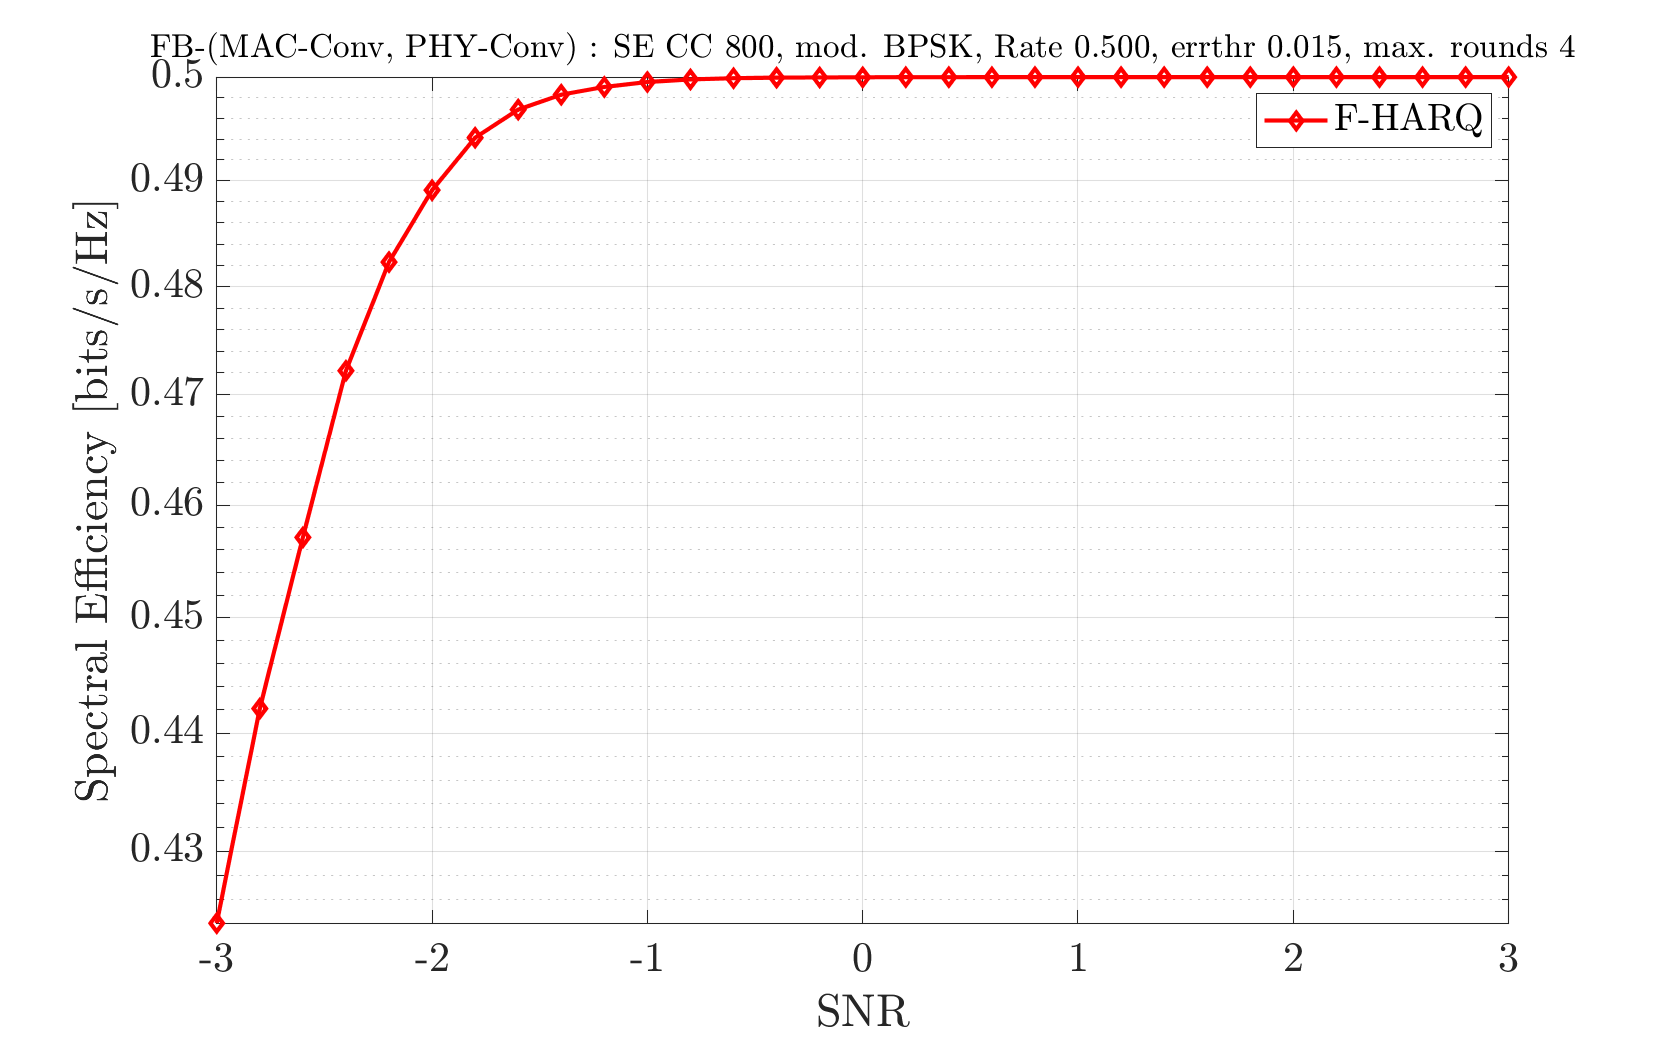 FB-(MAC-Conv, PHY-Conv) : SE CC 800, mod. BPSK, Rate 0.500, errthr 0.015, max. rounds 4
0.5
F-HARQ
0.49
0.48
0.47
0.46
0.45
0.44
0.43
Spectral Efficiency [bits/s/Hz]
-3 -2 -1 0 1 2 3
SNR